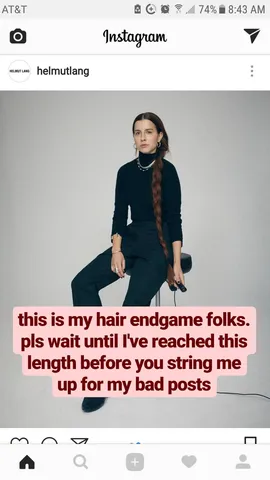 AT&T 74% 8:43 AM
Instagram
HELMUT LANG helmutlang
this is my hair endgame folks.
pls wait until I've reached this
length before you string me
up for my bad posts